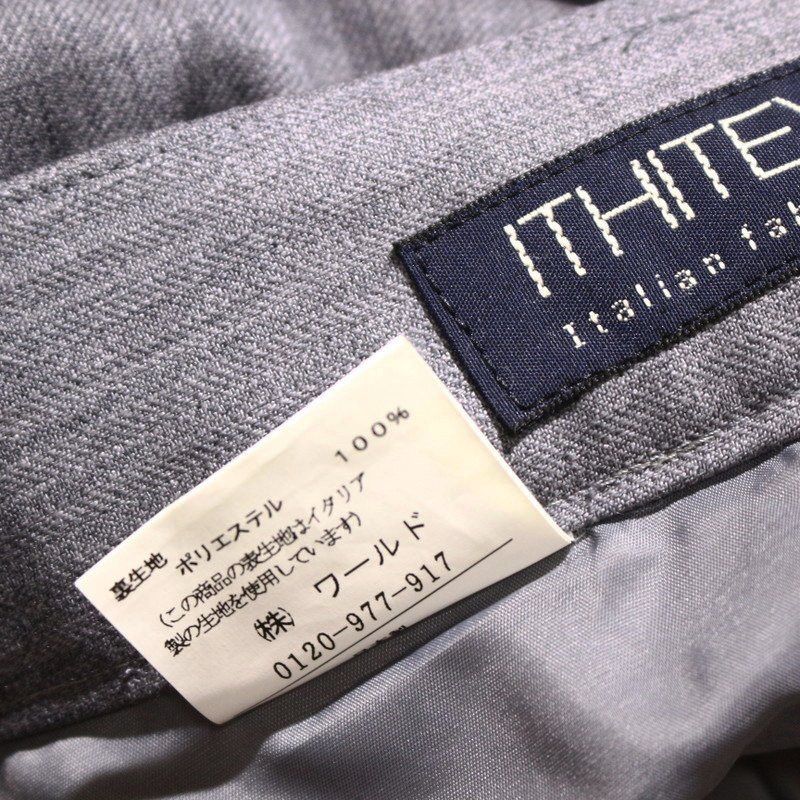 ITHITEX
Italian fab
裏生地 ポリエステル 100%
(この商品の表生地はイタリア
製の生地を使用しています)
(株) ワールド
0120-977-917